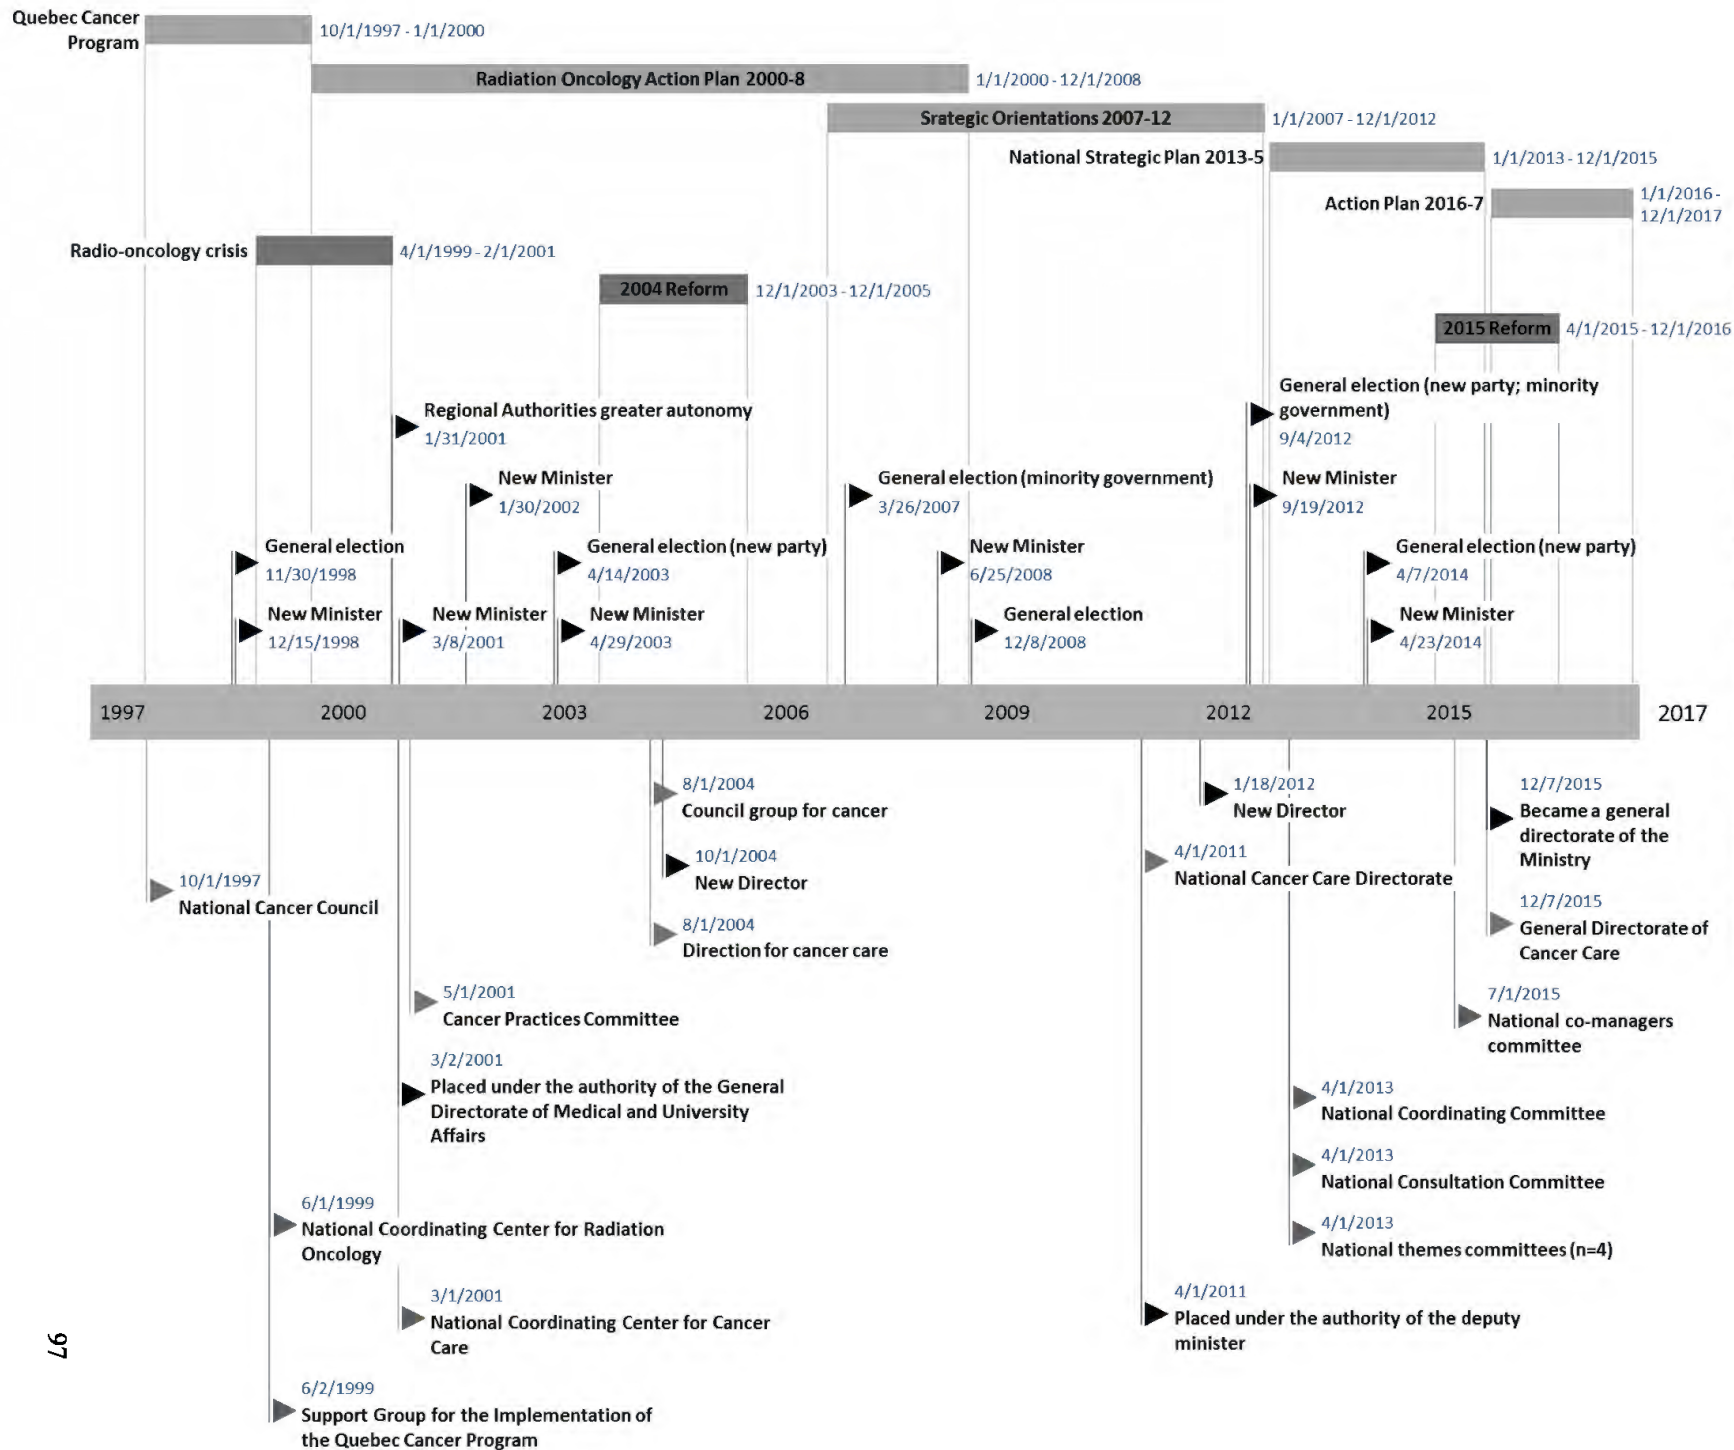 Quebec Cancer
Program
10/1/1997 - 1/1/2000
Radiation Oncology Action Plan 2000-8
1/1/2000 - 12/1/2008
Srategic Orientations 2007-12
1/1/2007 - 12/1/2012
National Strategic Plan 2013-5
1/1/2013 - 12/1/2015
Action Plan 2016-7
1/1/2016 -
12/1/2017
Radio-oncology crisis
4/1/1999 - 2/1/2001
2004 Reform
12/1/2003 - 12/1/2005
2015 Reform
4/1/2015 - 12/1/2016
General election (new party; minority
government)
9/4/2012
Regional Authorities greater autonomy
1/31/2001
New Minister
1/30/2002
General election (minority government)
3/26/2007
New Minister
9/19/2012
General election
11/30/1998
General election (new party)
4/14/2003
New Minister
6/25/2008
General election (new party)
4/7/2014
New Minister
12/15/1998
New Minister
3/8/2001
New Minister
4/29/2003
General election
12/8/2008
New Minister
4/23/2014
1997 2000 2003 2006 2009 2012 2015 2017
8/1/2004
Council group for cancer
1/18/2012
New Director
12/7/2015
Became a general
directorate of the
Ministry
10/1/2004
New Director
4/1/2011
National Cancer Care Directorate
10/1/1997
National Cancer Council
12/7/2015
General Directorate of
Cancer Care
8/1/2004
Direction for cancer care
5/1/2001
Cancer Practices Committee
7/1/2015
National co-managers
committee
3/2/2001
Placed under the authority of the General
Directorate of Medical and University
Affairs
4/1/2013
National Coordinating Committee
4/1/2013
National Consultation Committee
6/1/1999
National Coordinating Center for Radiation
Oncology
4/1/2013
National themes committees (n=4)
3/1/2001
National Coordinating Center for Cancer
Care
4/1/2011
Placed under the authority of the deputy
minister
6/2/1999
Support Group for the Implementation of
the Quebec Cancer Program
97